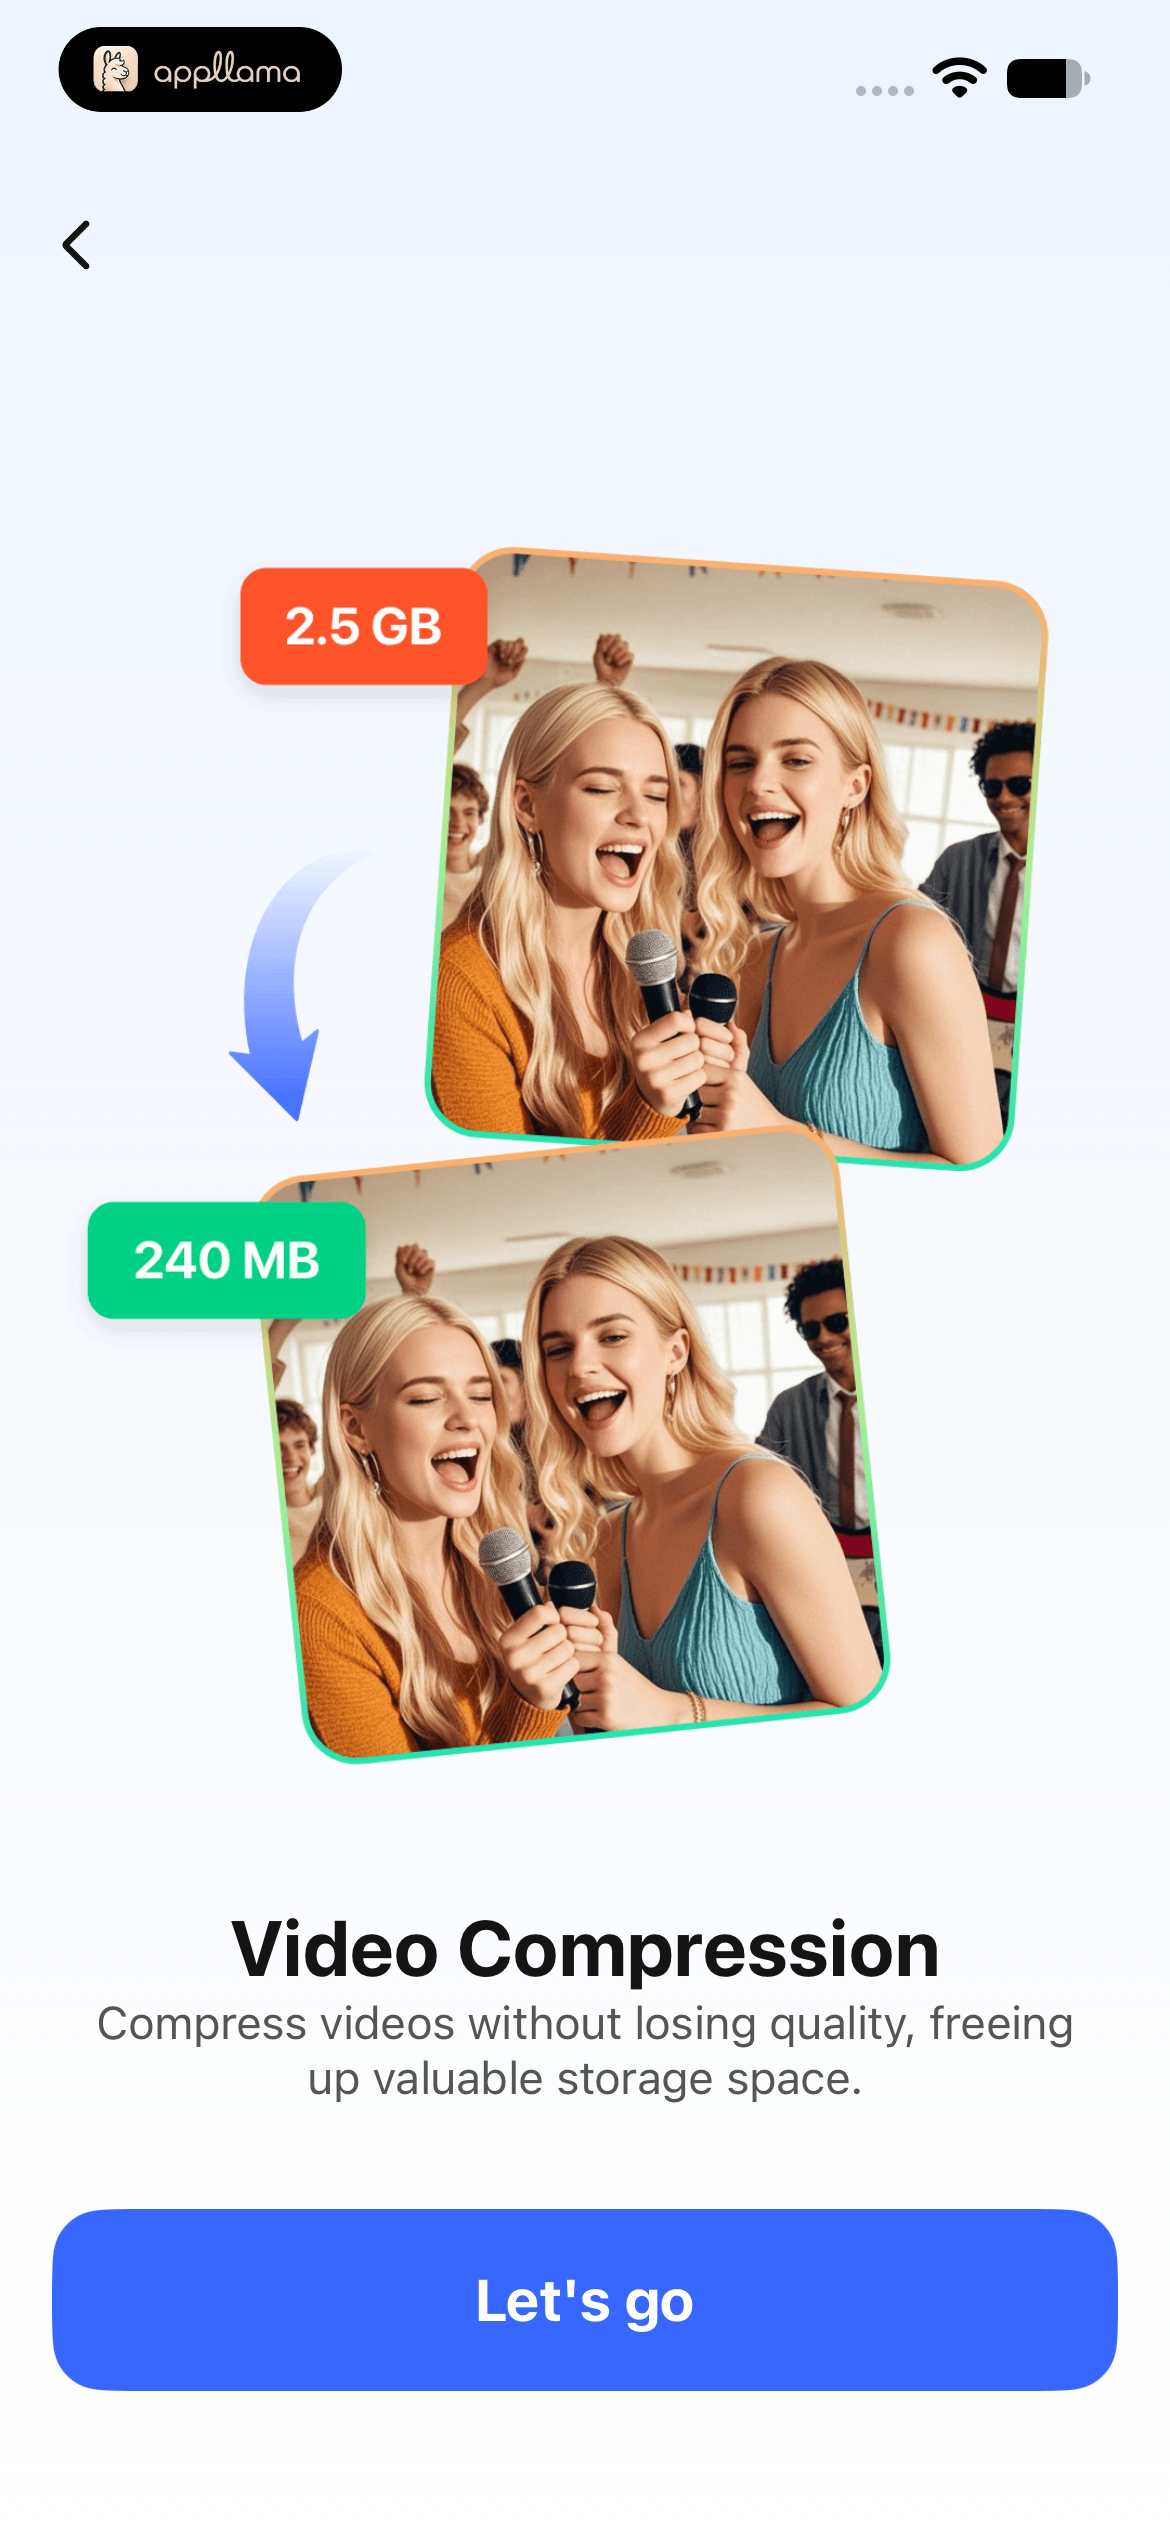 appllama
2.5 GB
240 MB
Video Compression
Compress videos without losing quality, freeing
up valuable storage space.
Let's go